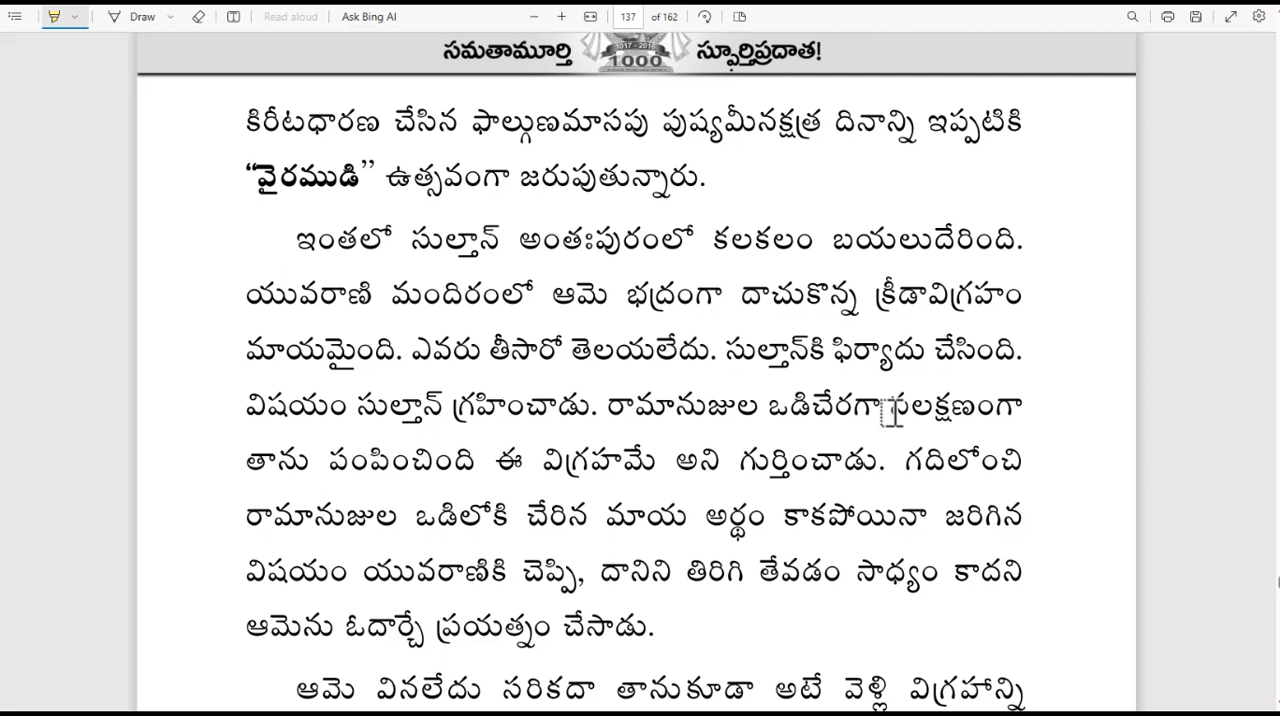 Draw
Read aloud
Ask Bing AI
137 of 162
సమతామూర్తి 1017 - 2016 1000 స్ఫూర్తిప్రదాత!
కిరీటధారణ చేసిన ఫాల్గుణమాసపు పుష్యమీనక్షత్ర దినాన్ని ఇప్పటికి
“వైరముడి” ఉత్సవంగా జరుపుతున్నారు.
ఇంతలో సుల్తాన్ అంతఃపురంలో కలకలం బయలుదేరింది.
యువరాణి మందిరంలో ఆమె భద్రంగా దాచుకొన్న క్రీడావిగ్రహం
మాయమైంది. ఎవరు తీసారో తెలయలేదు. సుల్తాన్‌కి ఫిర్యాదు చేసింది.
విషయం సుల్తాన్ గ్రహించాడు. రామానుజుల ఒడిచేరగా సలక్షణంగా
తాను పంపించింది ఈ విగ్రహమే అని గుర్తించాడు. గదిలోంచి
రామానుజుల ఒడిలోకి చేరిన మాయ అర్థం కాకపోయినా జరిగిన
విషయం యువరాణికి చెప్పి, దానిని తిరిగి తేవడం సాధ్యం కాదని
ఆమెను ఓదార్చే ప్రయత్నం చేసాడు.
ఆమె వినలేదు సరికదా తానుకూడా అటే వెళ్లి విగ్రహాన్ని